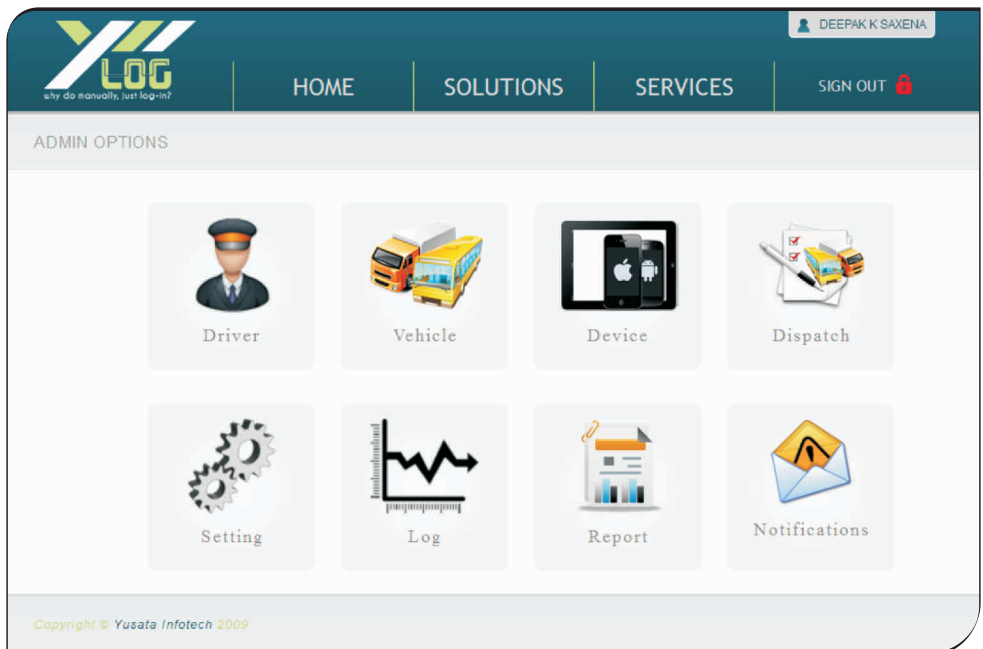 DEEPAK K SAXENA
Y LOG
why do manually, just log-in?
HOME
SOLUTIONS
SERVICES
SIGN OUT
ADMIN OPTIONS
Driver
Vehicle
Device
Dispatch
Setting
Log
Report
Notifications
Copyright © Yusata Infotech 2009